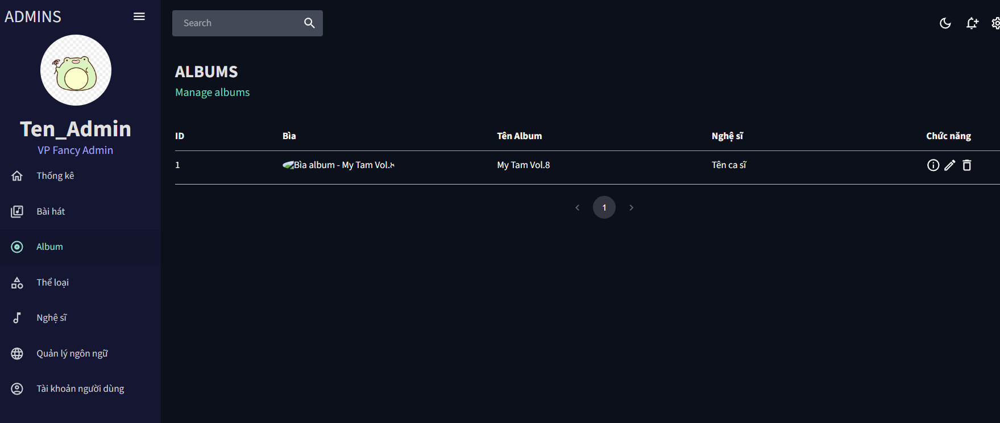 ADMINS
Search
Ten_Admin
VP Fancy Admin
Thống kê
Bài hát
Album
Thể loại
Nghệ sĩ
Quản lý ngôn ngữ
Tài khoản người dùng
ALBUMS
Manage albums
ID Bìa Tên Album Nghệ sĩ Chức năng
1 Bìa album - My Tam Vol.8 My Tam Vol.8 Tên ca sĩ
1